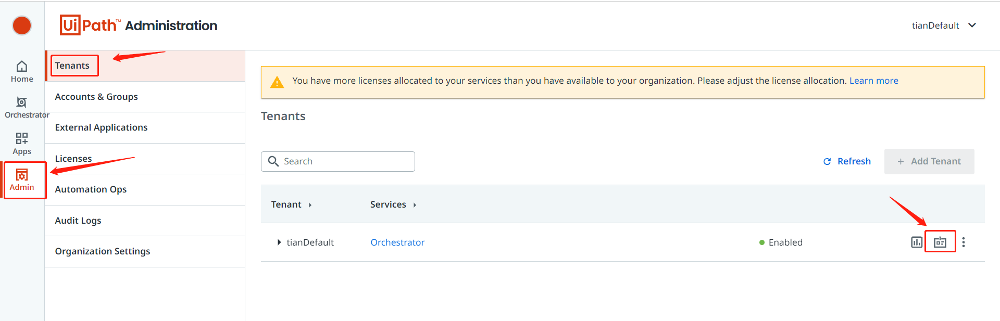 UiPath™ Administration
tianDefault
Home
Orchestrator
Apps
Admin
Tenants
Accounts & Groups
External Applications
Licenses
Automation Ops
Audit Logs
Organization Settings
You have more licenses allocated to your services than you have available to your organization. Please adjust the license allocation. Learn more
Tenants
Search
Refresh
+ Add Tenant
Tenant
Services
tianDefault
Orchestrator
Enabled